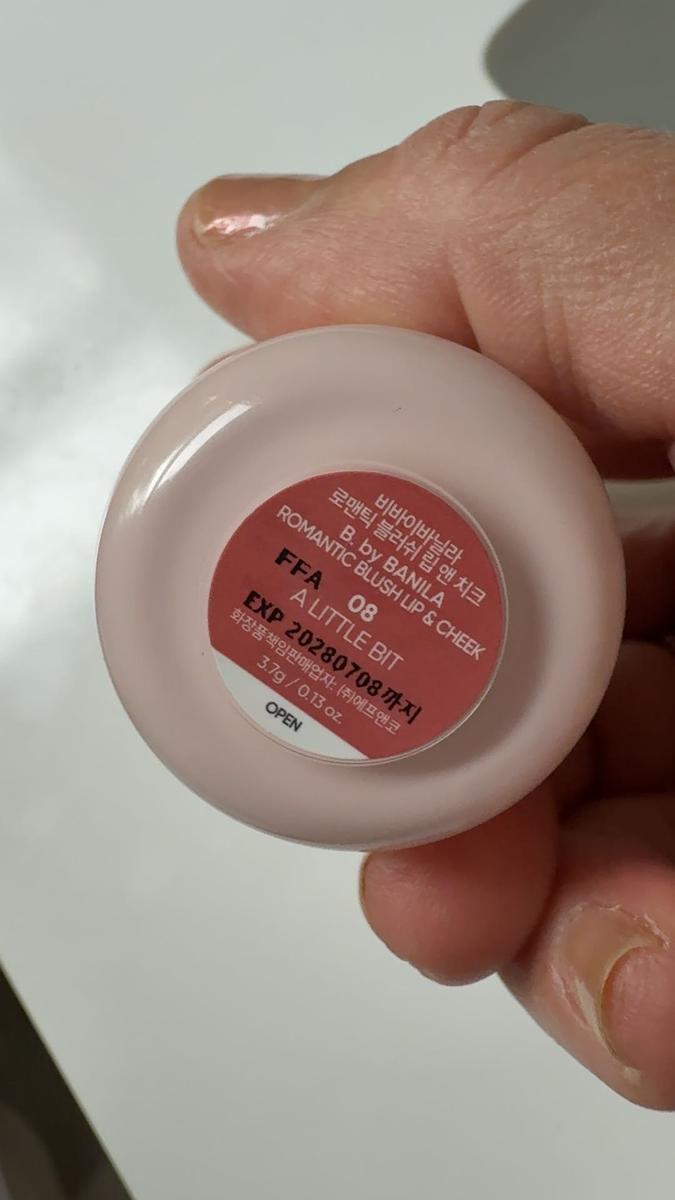 비바이바닐라
로맨틱 블러쉬 립 앤 치크
B. by BANILA
ROMANTIC BLUSH LIP & CHEEK
FFA 08
A LITTLE BIT
EXP 20280708까지
화장품책임판매업자: (주)에프앤코
3.7g / 0.13 oz.
OPEN